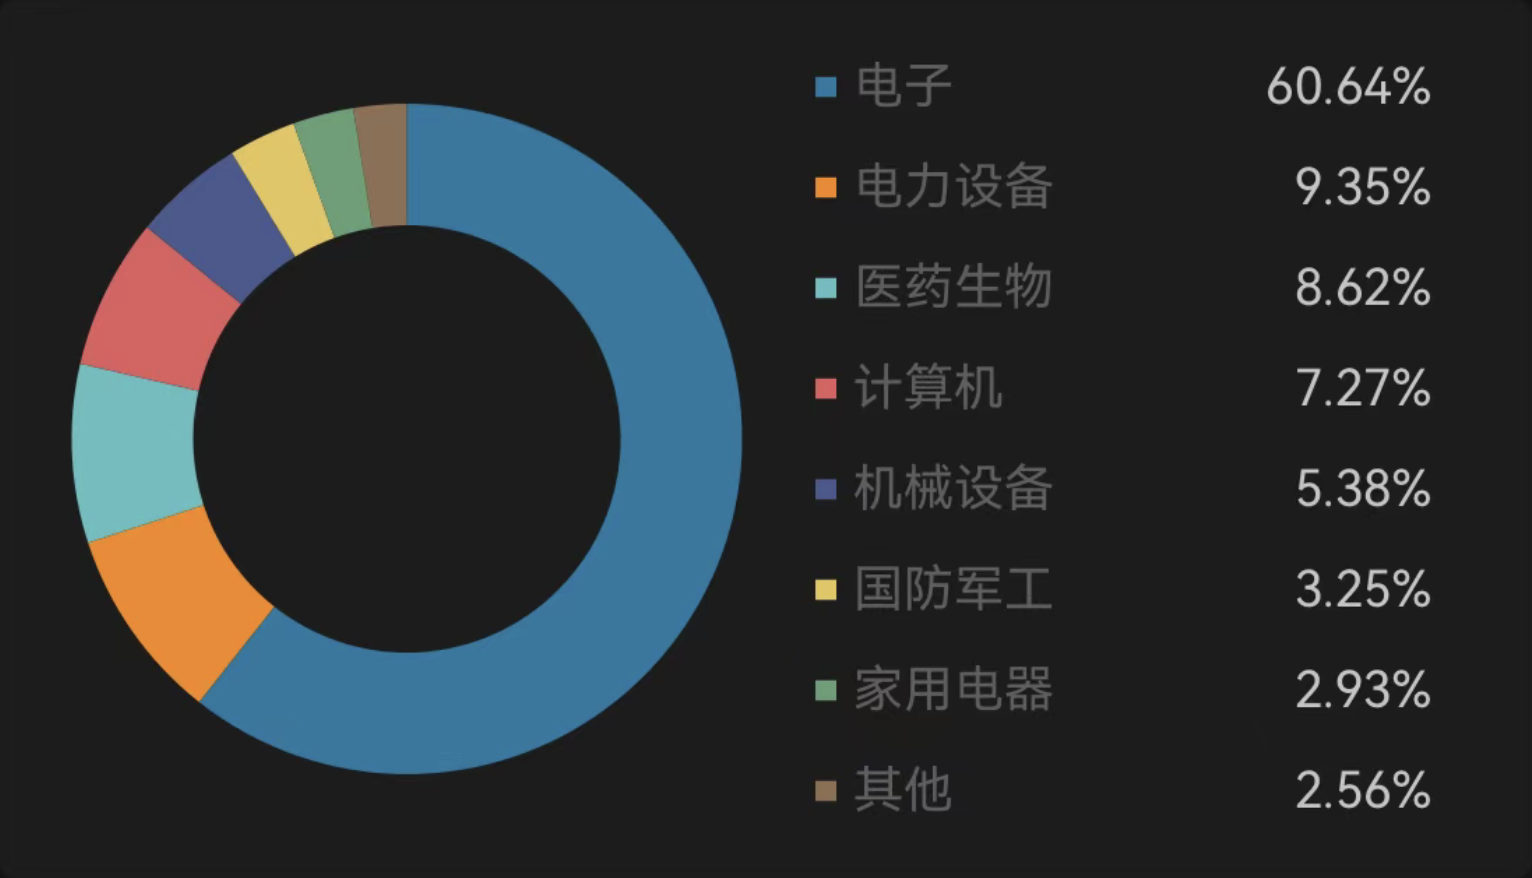 电子 60.64%
电力设备 9.35%
医药生物 8.62%
计算机 7.27%
机械设备 5.38%
国防军工 3.25%
家用电器 2.93%
其他 2.56%